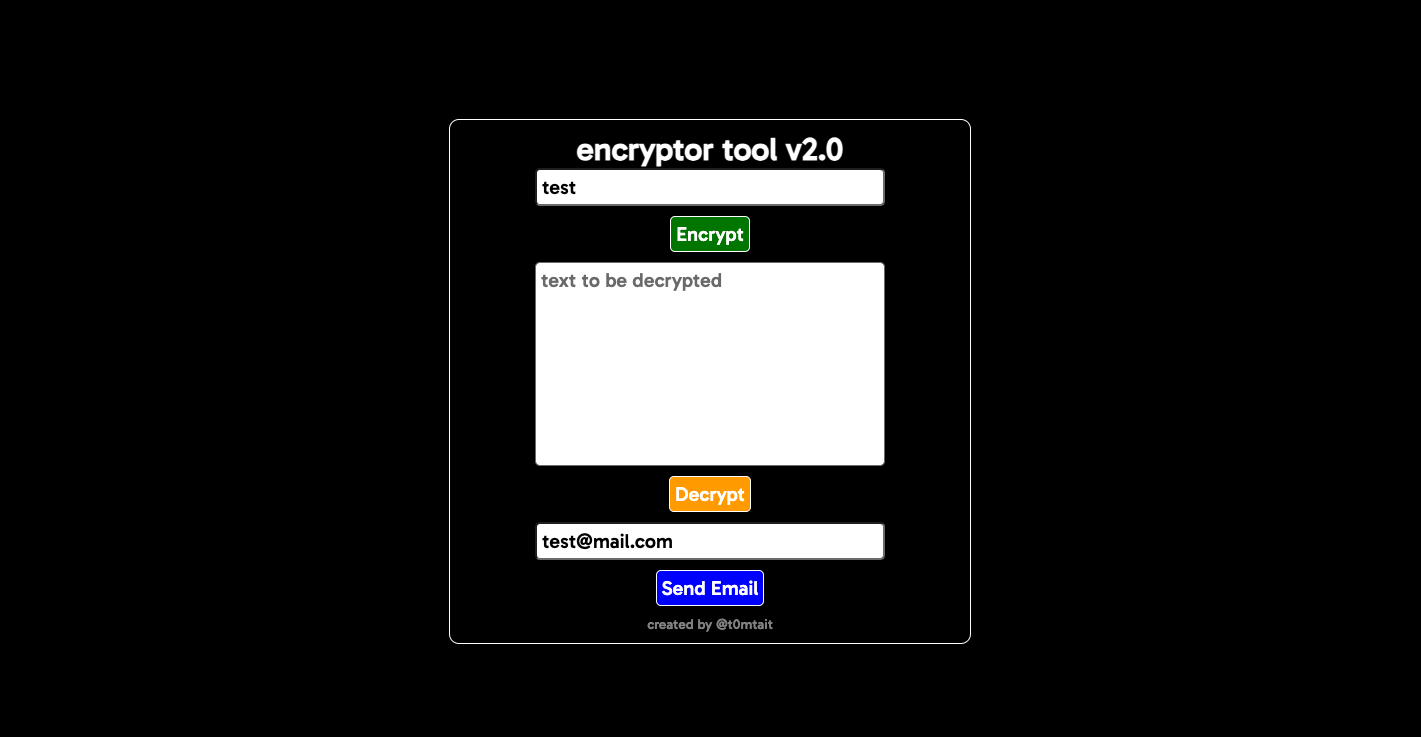 encryptor tool v2.0
test
Encrypt
text to be decrypted
Decrypt
test@mail.com
Send Email
created by @t0mtait